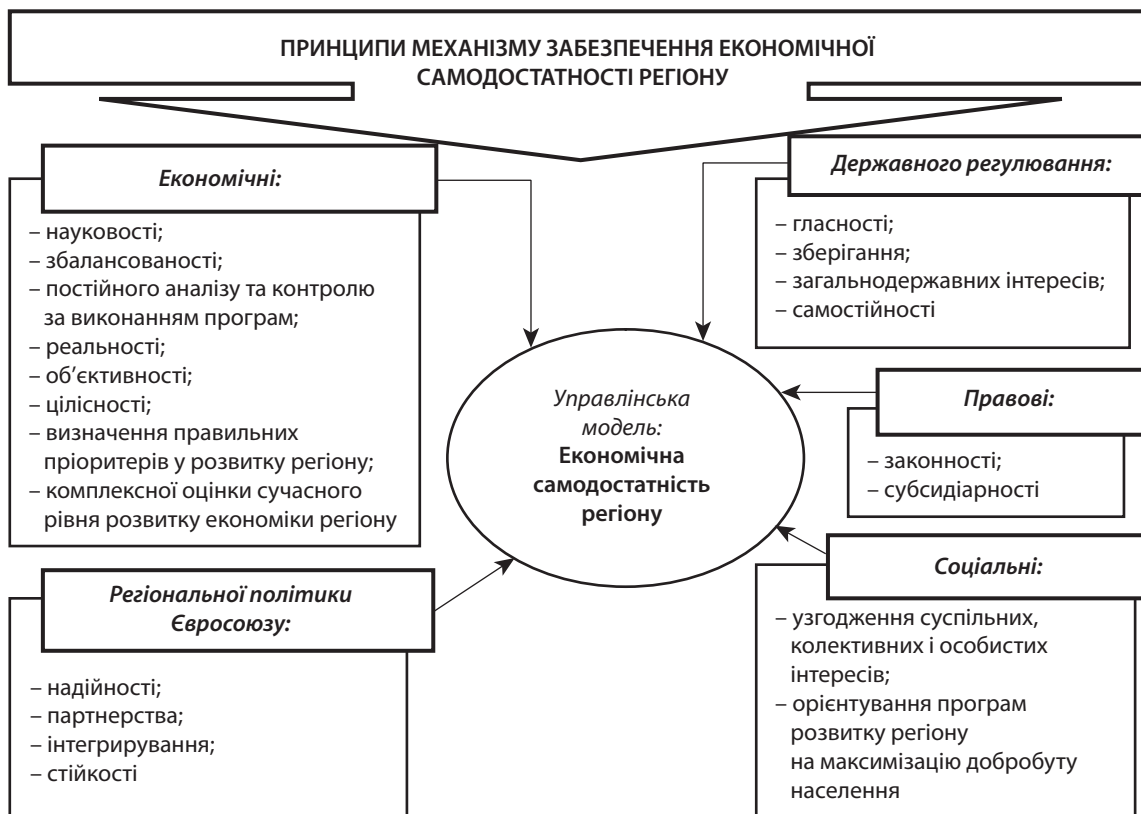 ПРИНЦИПИ МЕХАНІЗМУ ЗАБЕЗПЕЧЕННЯ ЕКОНОМІЧНОЇ
САМОДОСТАТНОСТІ РЕГІОНУ
Економічні:
– науковості;
– збалансованості;
– постійного аналізу та контролю
за виконанням програм;
– реальності;
– об’єктивності;
– цілісності;
– визначення правильних
пріоритерів у розвитку регіону;
– комплексної оцінки сучасного
рівня розвитку економіки регіону
Регіональної політики
Євросоюзу:
– надійності;
– партнерства;
– інтегрирування;
– стійкості
Управлінська
модель:
Економічна
самодостатність
регіону
Державного регулювання:
– гласності;
– зберігання;
– загальнодержавних інтересів;
– самостійності
Правові:
– законності;
– субсидіарності
Соціальні:
– узгодження суспільних,
колективних і особистих
інтересів;
– орієнтування програм
розвитку регіону
на максимізацію добробуту
населення